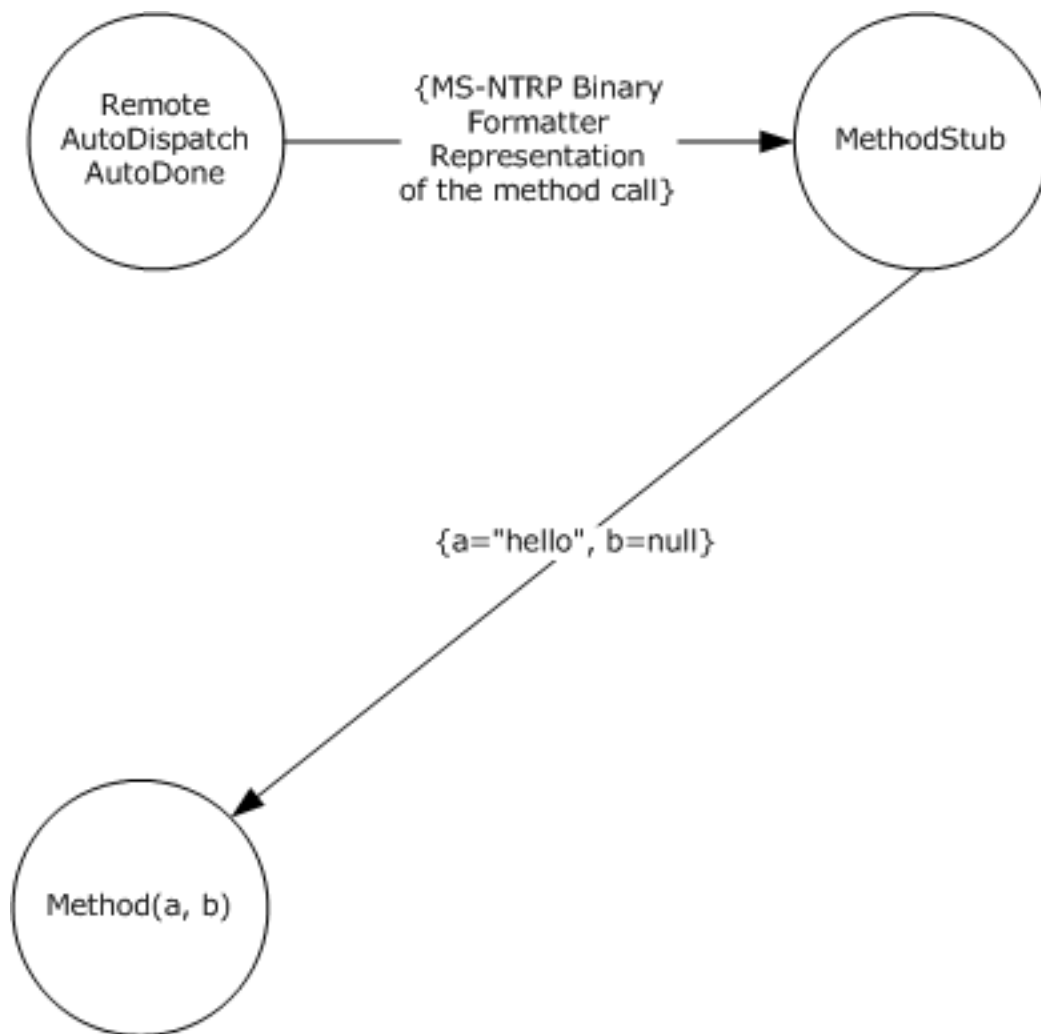 Remote
AutoDispatch
AutoDone
{MS-NTRP Binary
Formatter
Representation
of the method call}
MethodStub
{a="hello", b=null}
Method(a, b)